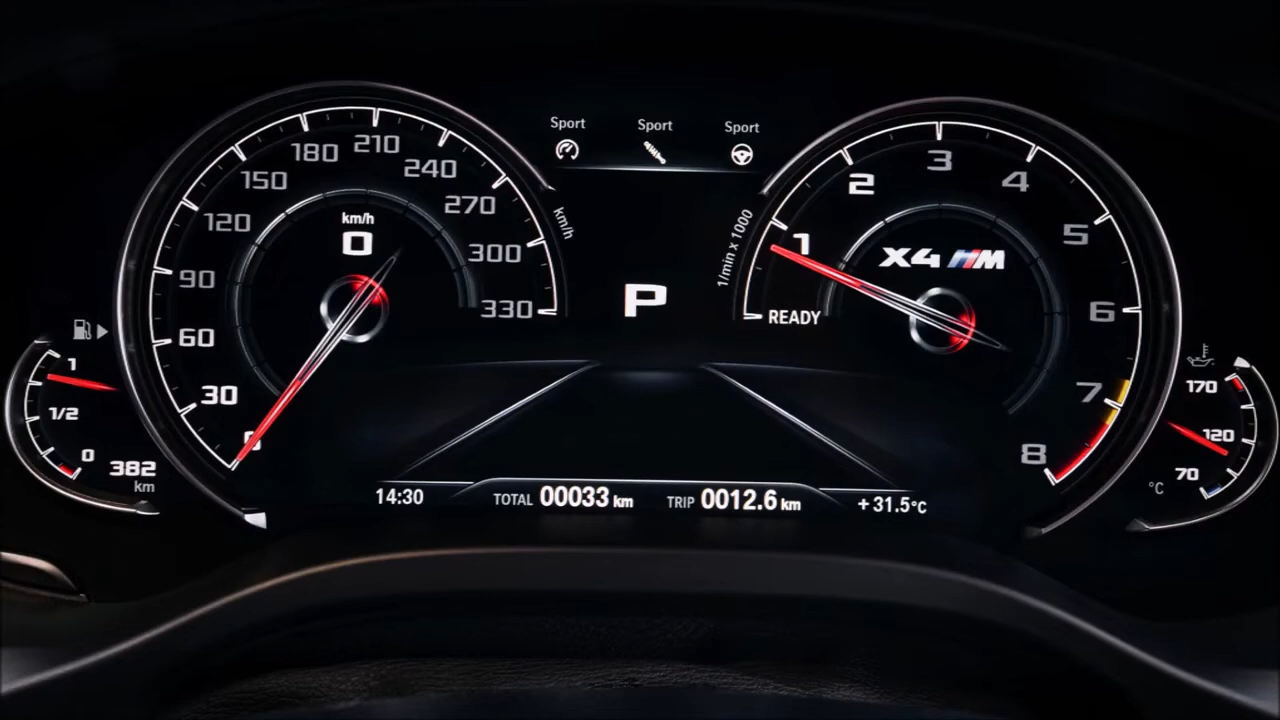 Sport Sport Sport
0
30
60
90
120
150
180
210
240
270
300
330
km/h
km/h
0
P
1/min x 1000
READY
1
2
3
4
5
6
7
8
X4 M
1
1/2
0
382
km
170
120
70
°C
14:30
TOTAL 00033 km
TRIP 0012.6 km
+31.5°C